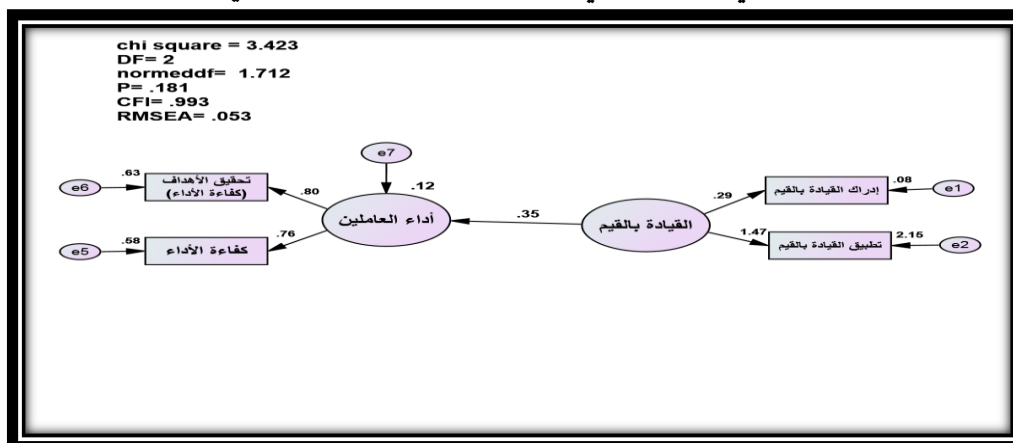 chi square = 3.423
DF= 2
normeddf= 1.712
P= .181
CFI= .993
RMSEA= .053
e7
.12
.63
e6
تحقيق الأهداف
(كفاءة الأداء)
.80
أداء العاملين
.35
القيادة بالقيم
.29
إدراك القيادة بالقيم
.08
e1
.58
e5
كفاءة الأداء
.76
1.47
تطبيق القيادة بالقيم
2.15
e2